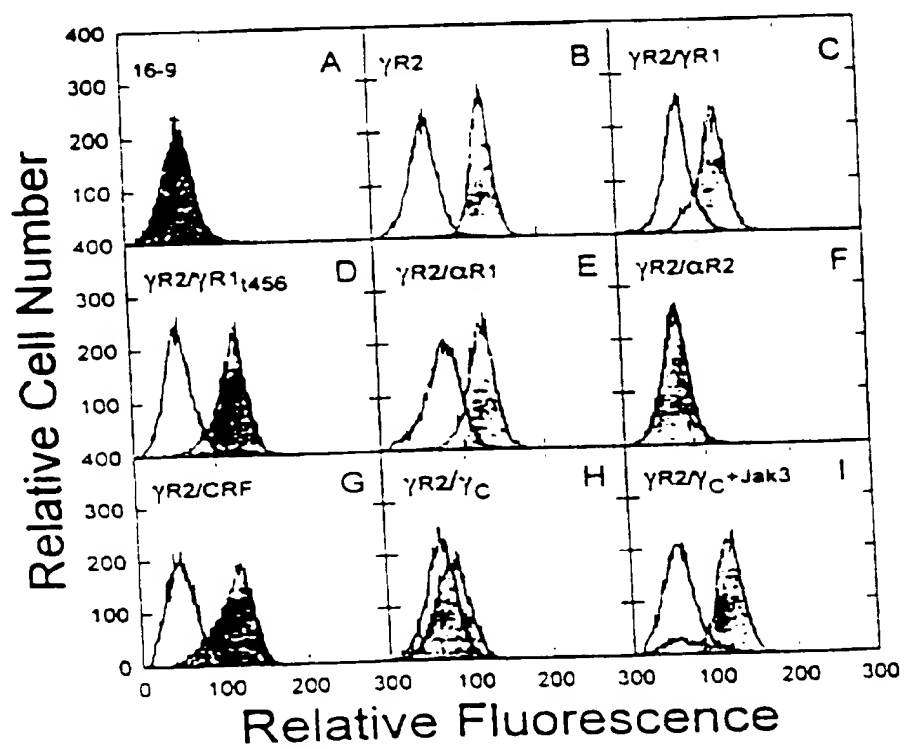 400
300
200
100
16-9 A
γR2 B
γR2/γR1 C
400
300
200
100
γR2/γR1t456 D
γR2/αR1 E
γR2/αR2 F
400
300
200
100
0
γR2/CRF G
γR2/γC H
γR2/γC+Jak3 I
0 100 200 300 100 200 300 100 200 300
Relative Cell Number
Relative Fluorescence